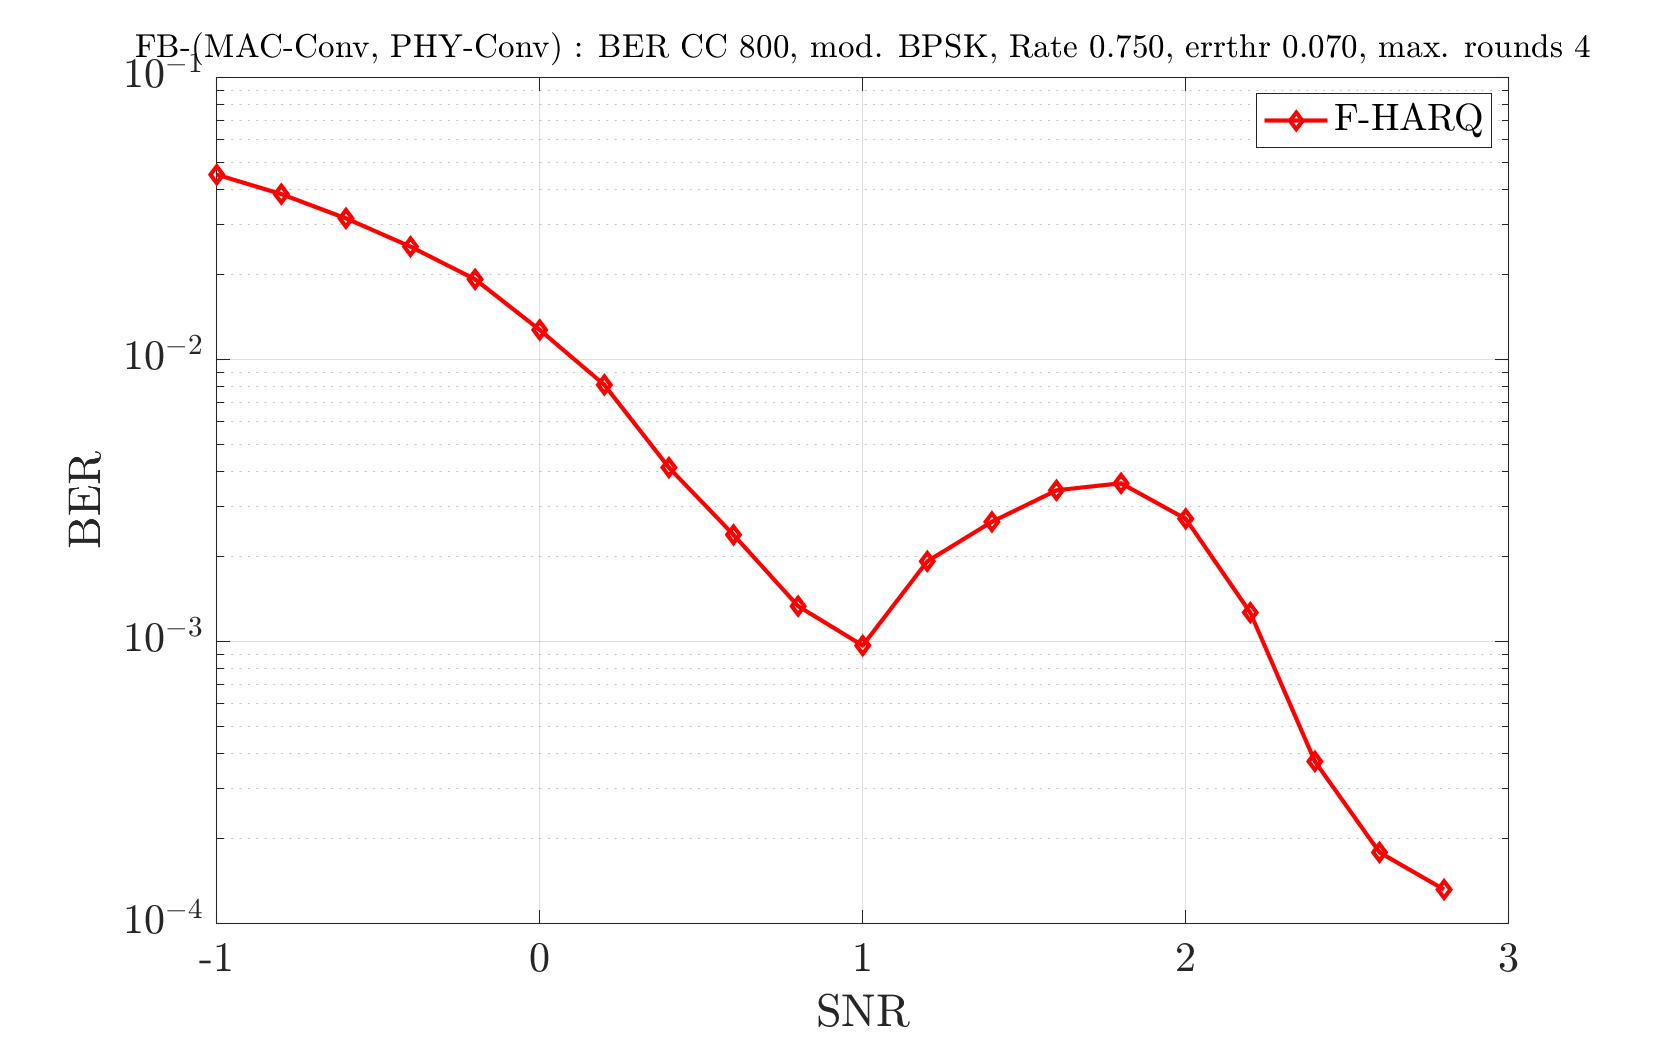 FB-(MAC-Conv, PHY-Conv) : BER CC 800, mod. BPSK, Rate 0.750, errthr 0.070, max. rounds 4
10⁻¹
F-HARQ
10⁻²
BER
10⁻³
10⁻⁴
-1 0 1 2 3
SNR